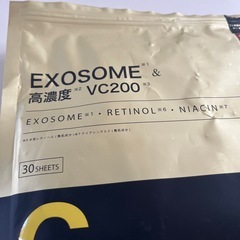 EXOSOME※1 &
高濃度※2 VC200※3
EXOSOME※1・RETINOL※6・NIACIN※7
30 SHEETS
C